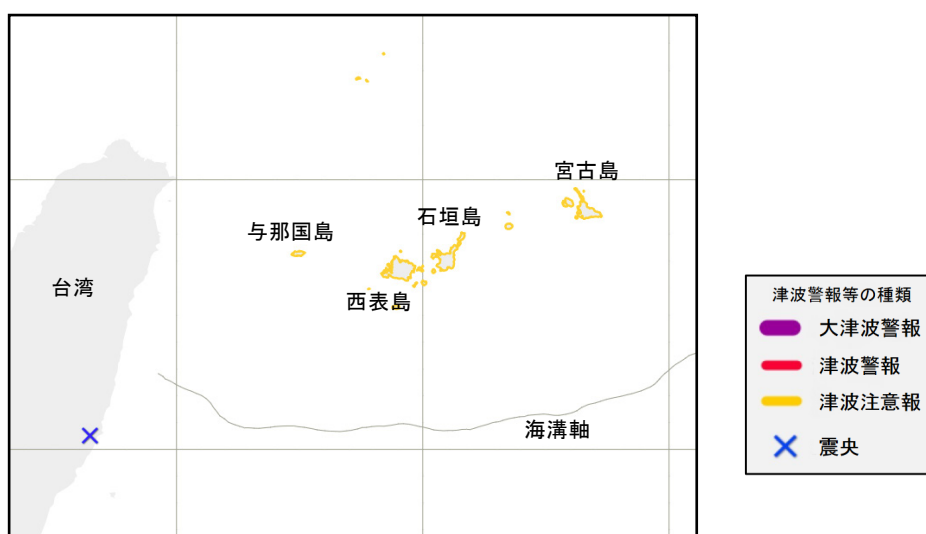 宮古島
石垣島
与那国島
台湾
西表島
海溝軸
津波警報等の種類
大津波警報
津波警報
津波注意報
震央